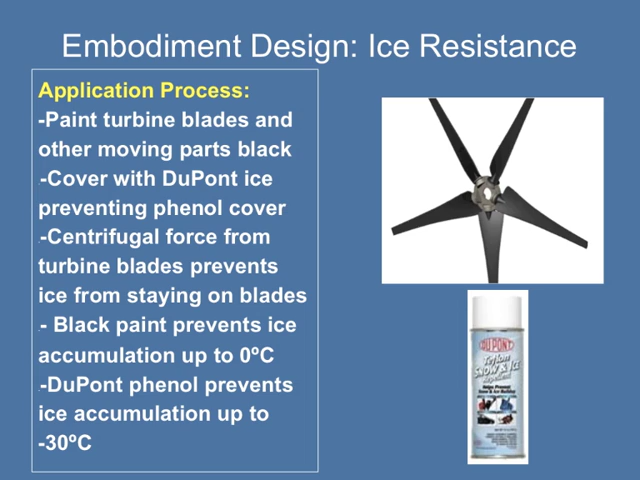 Embodiment Design: Ice Resistance
Application Process:
-Paint turbine blades and
other moving parts black
-Cover with DuPont ice
preventing phenol cover
-Centrifugal force from
turbine blades prevents
ice from staying on blades
- Black paint prevents ice
accumulation up to 0ºC
-DuPont phenol prevents
ice accumulation up to
-30ºC
DUPONT
Teflon
Snow & Ice
Repellent